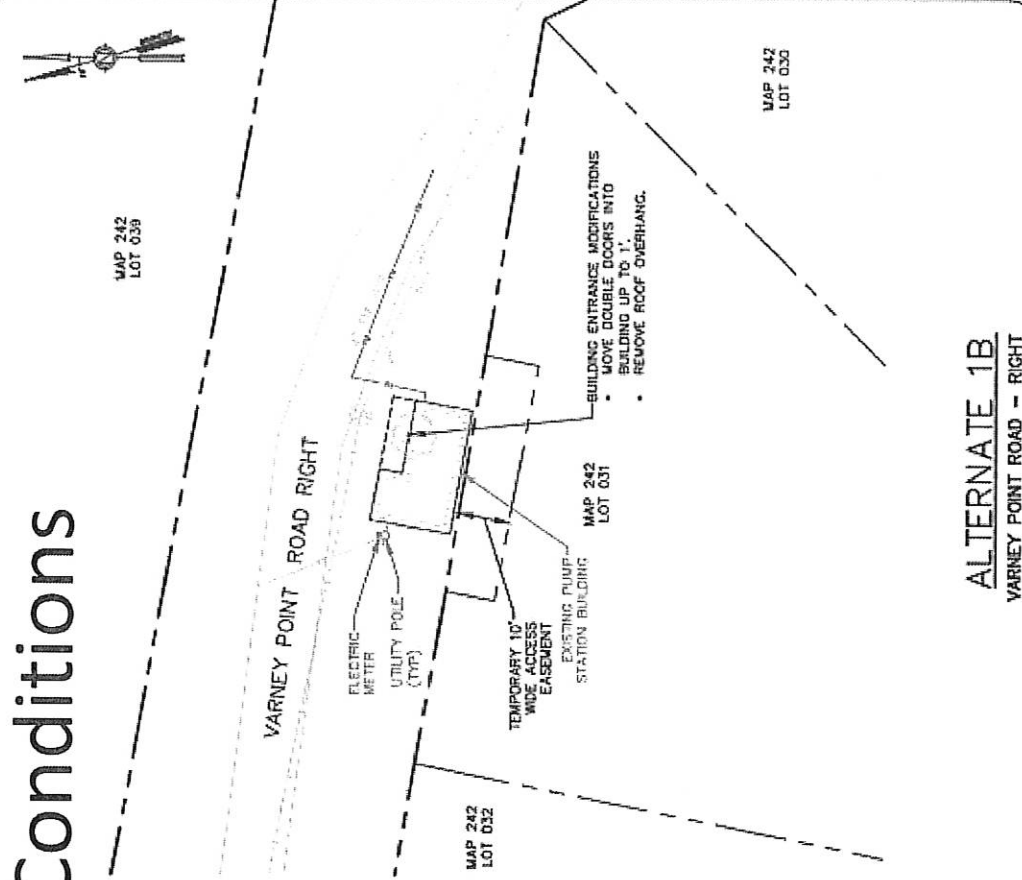 Conditions
MAP 242
LOT 039
MAP 242
LOT 030
VARNEY POINT ROAD RIGHT
BUILDING ENTRANCE MODIFICATIONS
• MOVE DOUBLE DOORS INTO
BUILDING UP TO 1'.
• REMOVE ROOF OVERHANG.
ELECTRIC
METER
UTILITY POLE
(TYP)
MAP 242
LOT 031
TEMPORARY 10'
WIDE ACCESS
EASEMENT
EXISTING PUMP
STATION BUILDING
MAP 242
LOT 032
ALTERNATE 1B
VARNEY POINT ROAD - RIGHT